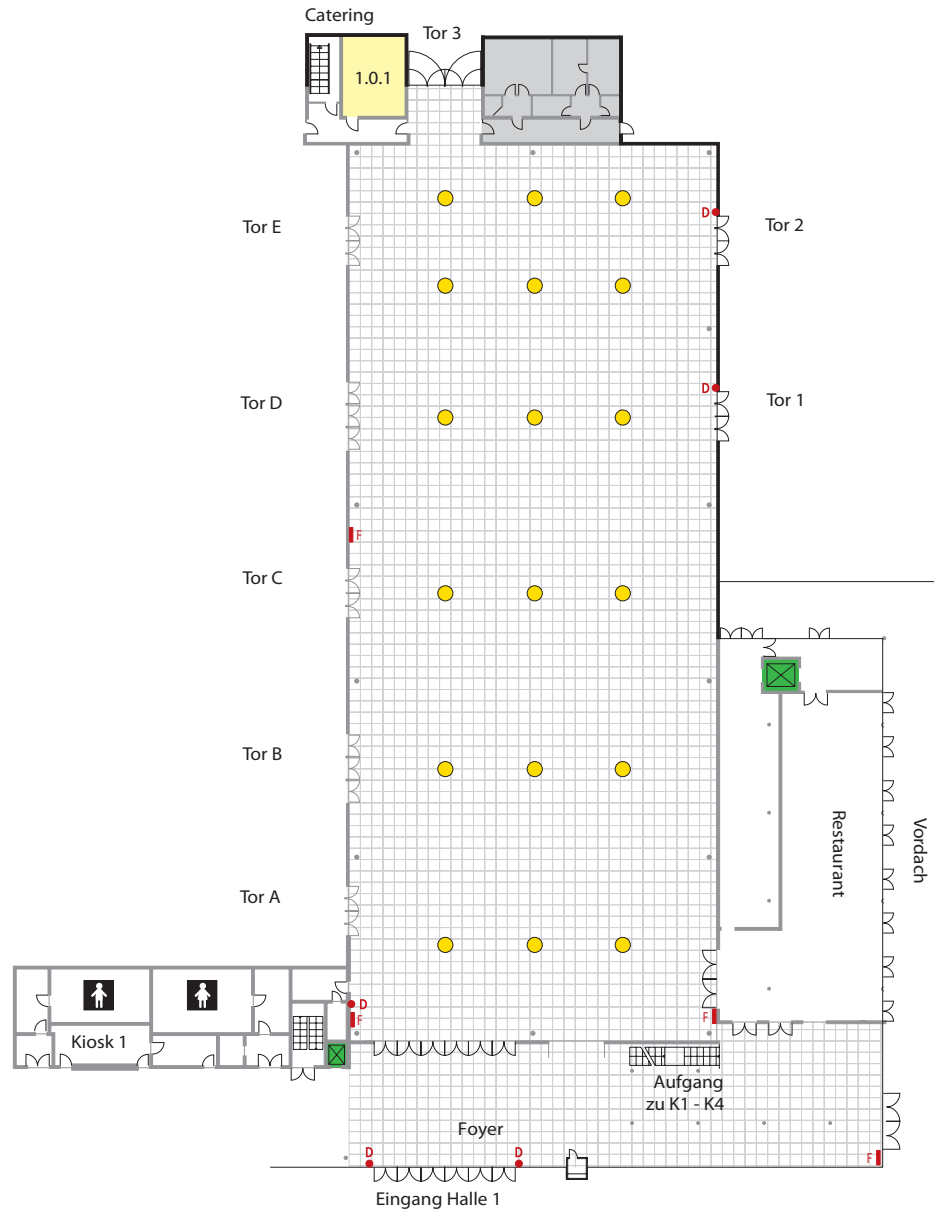 Catering
Tor 3
1.0.1
Tor E
D
Tor 2
D
Tor D
Tor 1
F
Tor C
Tor B
Restaurant
Vordach
Tor A
D
F
F
Kiosk 1
Aufgang
zu K1 - K4
Foyer
D
D
F
Eingang Halle 1